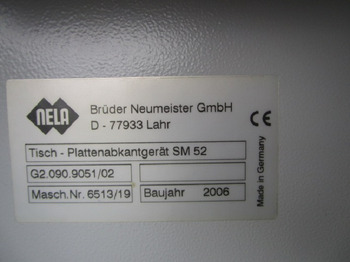 NELA
Brüder Neumeister GmbH
D - 77933 Lahr
CE
Tisch - Plattenabkantgerät SM 52
G2.090.9051/02
Masch.Nr. 6513/19 Baujahr 2006
Made in Germany